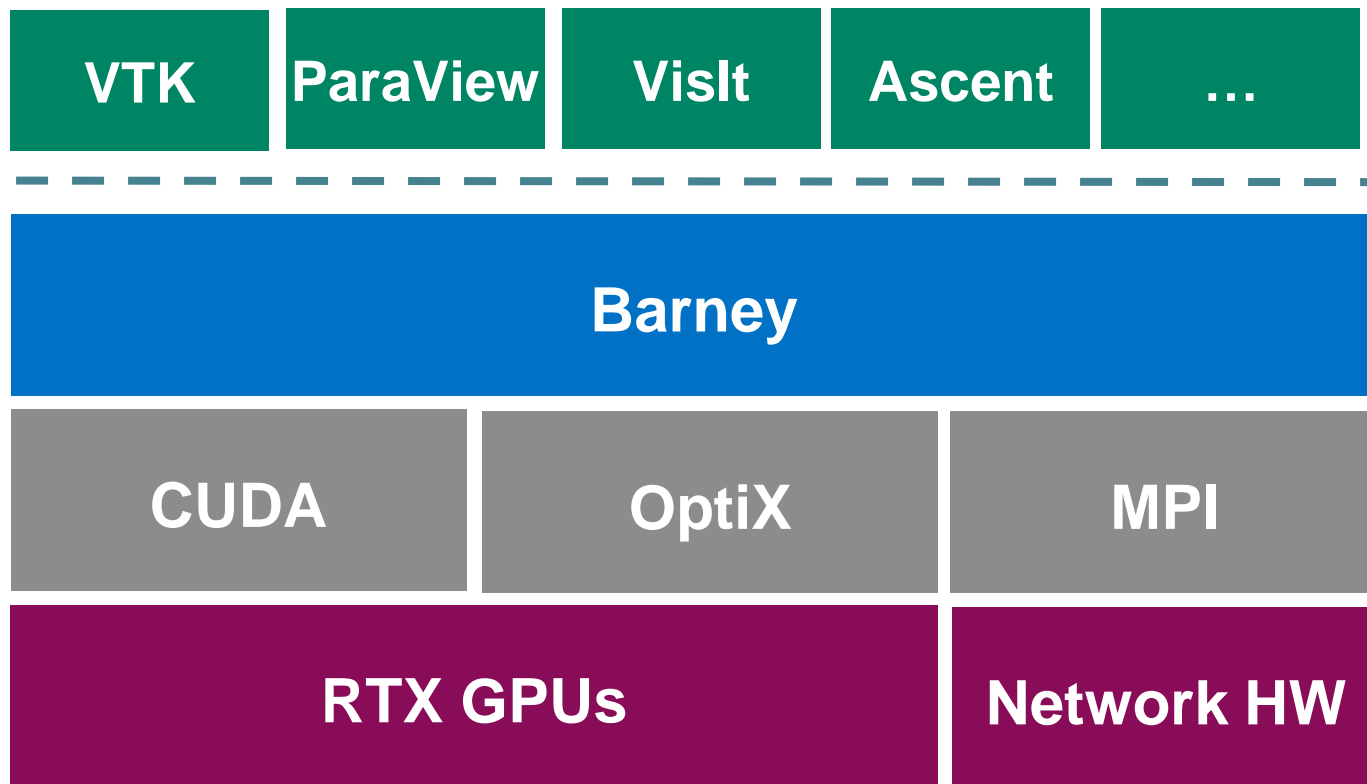 VTK
ParaView
VisIt
Ascent
…
Barney
CUDA
OptiX
MPI
RTX GPUs
Network HW